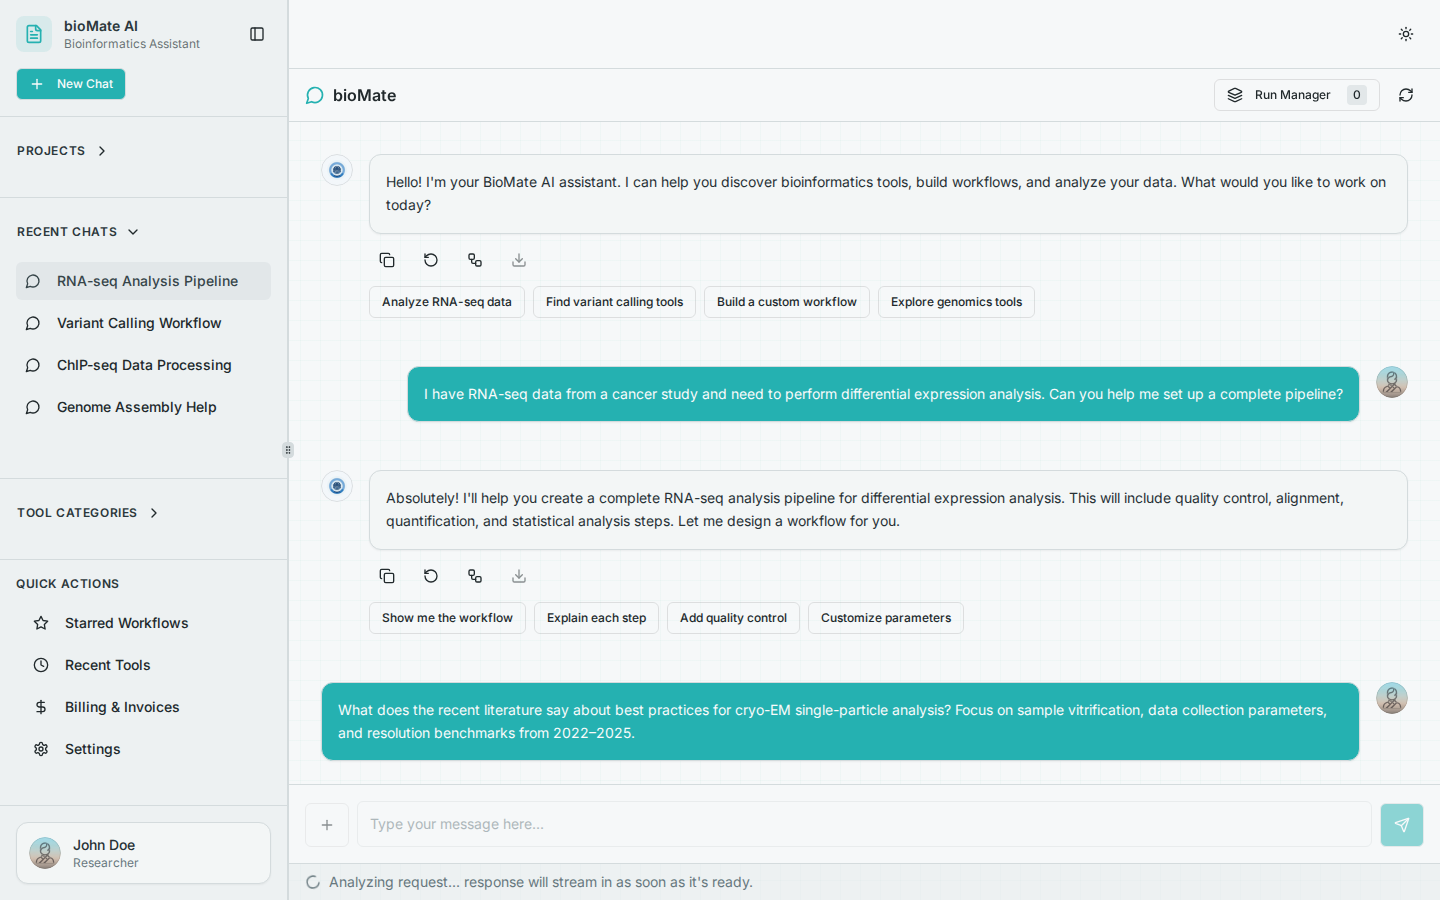 bioMate AI
Bioinformatics Assistant
New Chat
PROJECTS
RECENT CHATS
RNA-seq Analysis Pipeline
Variant Calling Workflow
ChIP-seq Data Processing
Genome Assembly Help
TOOL CATEGORIES
QUICK ACTIONS
Starred Workflows
Recent Tools
Billing & Invoices
Settings
John Doe
Researcher
bioMate
Run Manager 0
Hello! I'm your BioMate AI assistant. I can help you discover bioinformatics tools, build workflows, and analyze your data. What would you like to work on
today?
Analyze RNA-seq data
Find variant calling tools
Build a custom workflow
Explore genomics tools
I have RNA-seq data from a cancer study and need to perform differential expression analysis. Can you help me set up a complete pipeline?
Absolutely! I'll help you create a complete RNA-seq analysis pipeline for differential expression analysis. This will include quality control, alignment,
quantification, and statistical analysis steps. Let me design a workflow for you.
Show me the workflow
Explain each step
Add quality control
Customize parameters
What does the recent literature say about best practices for cryo-EM single-particle analysis? Focus on sample vitrification, data collection parameters,
and resolution benchmarks from 2022–2025.
Type your message here...
Analyzing request... response will stream in as soon as it's ready.